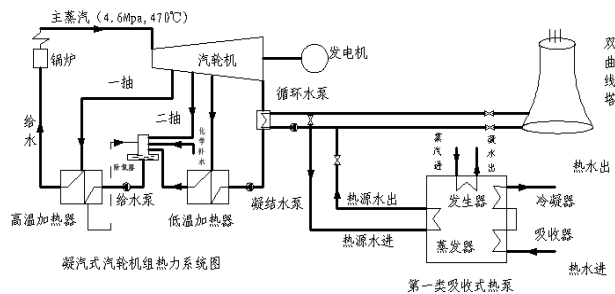 主蒸汽（4.6Mpa,470℃）
锅炉
汽轮机
发电机
双曲线塔
一抽
循环水泵
二抽
给水
化学补水
除氧器
蒸汽进
凝水出
热水出
给水泵
凝结水泵
热源水出
发生器
冷凝器
高温加热器
低温加热器
热源水进
蒸发器
吸收器
热水进
凝汽式汽轮机组热力系统图
第一类吸收式热泵